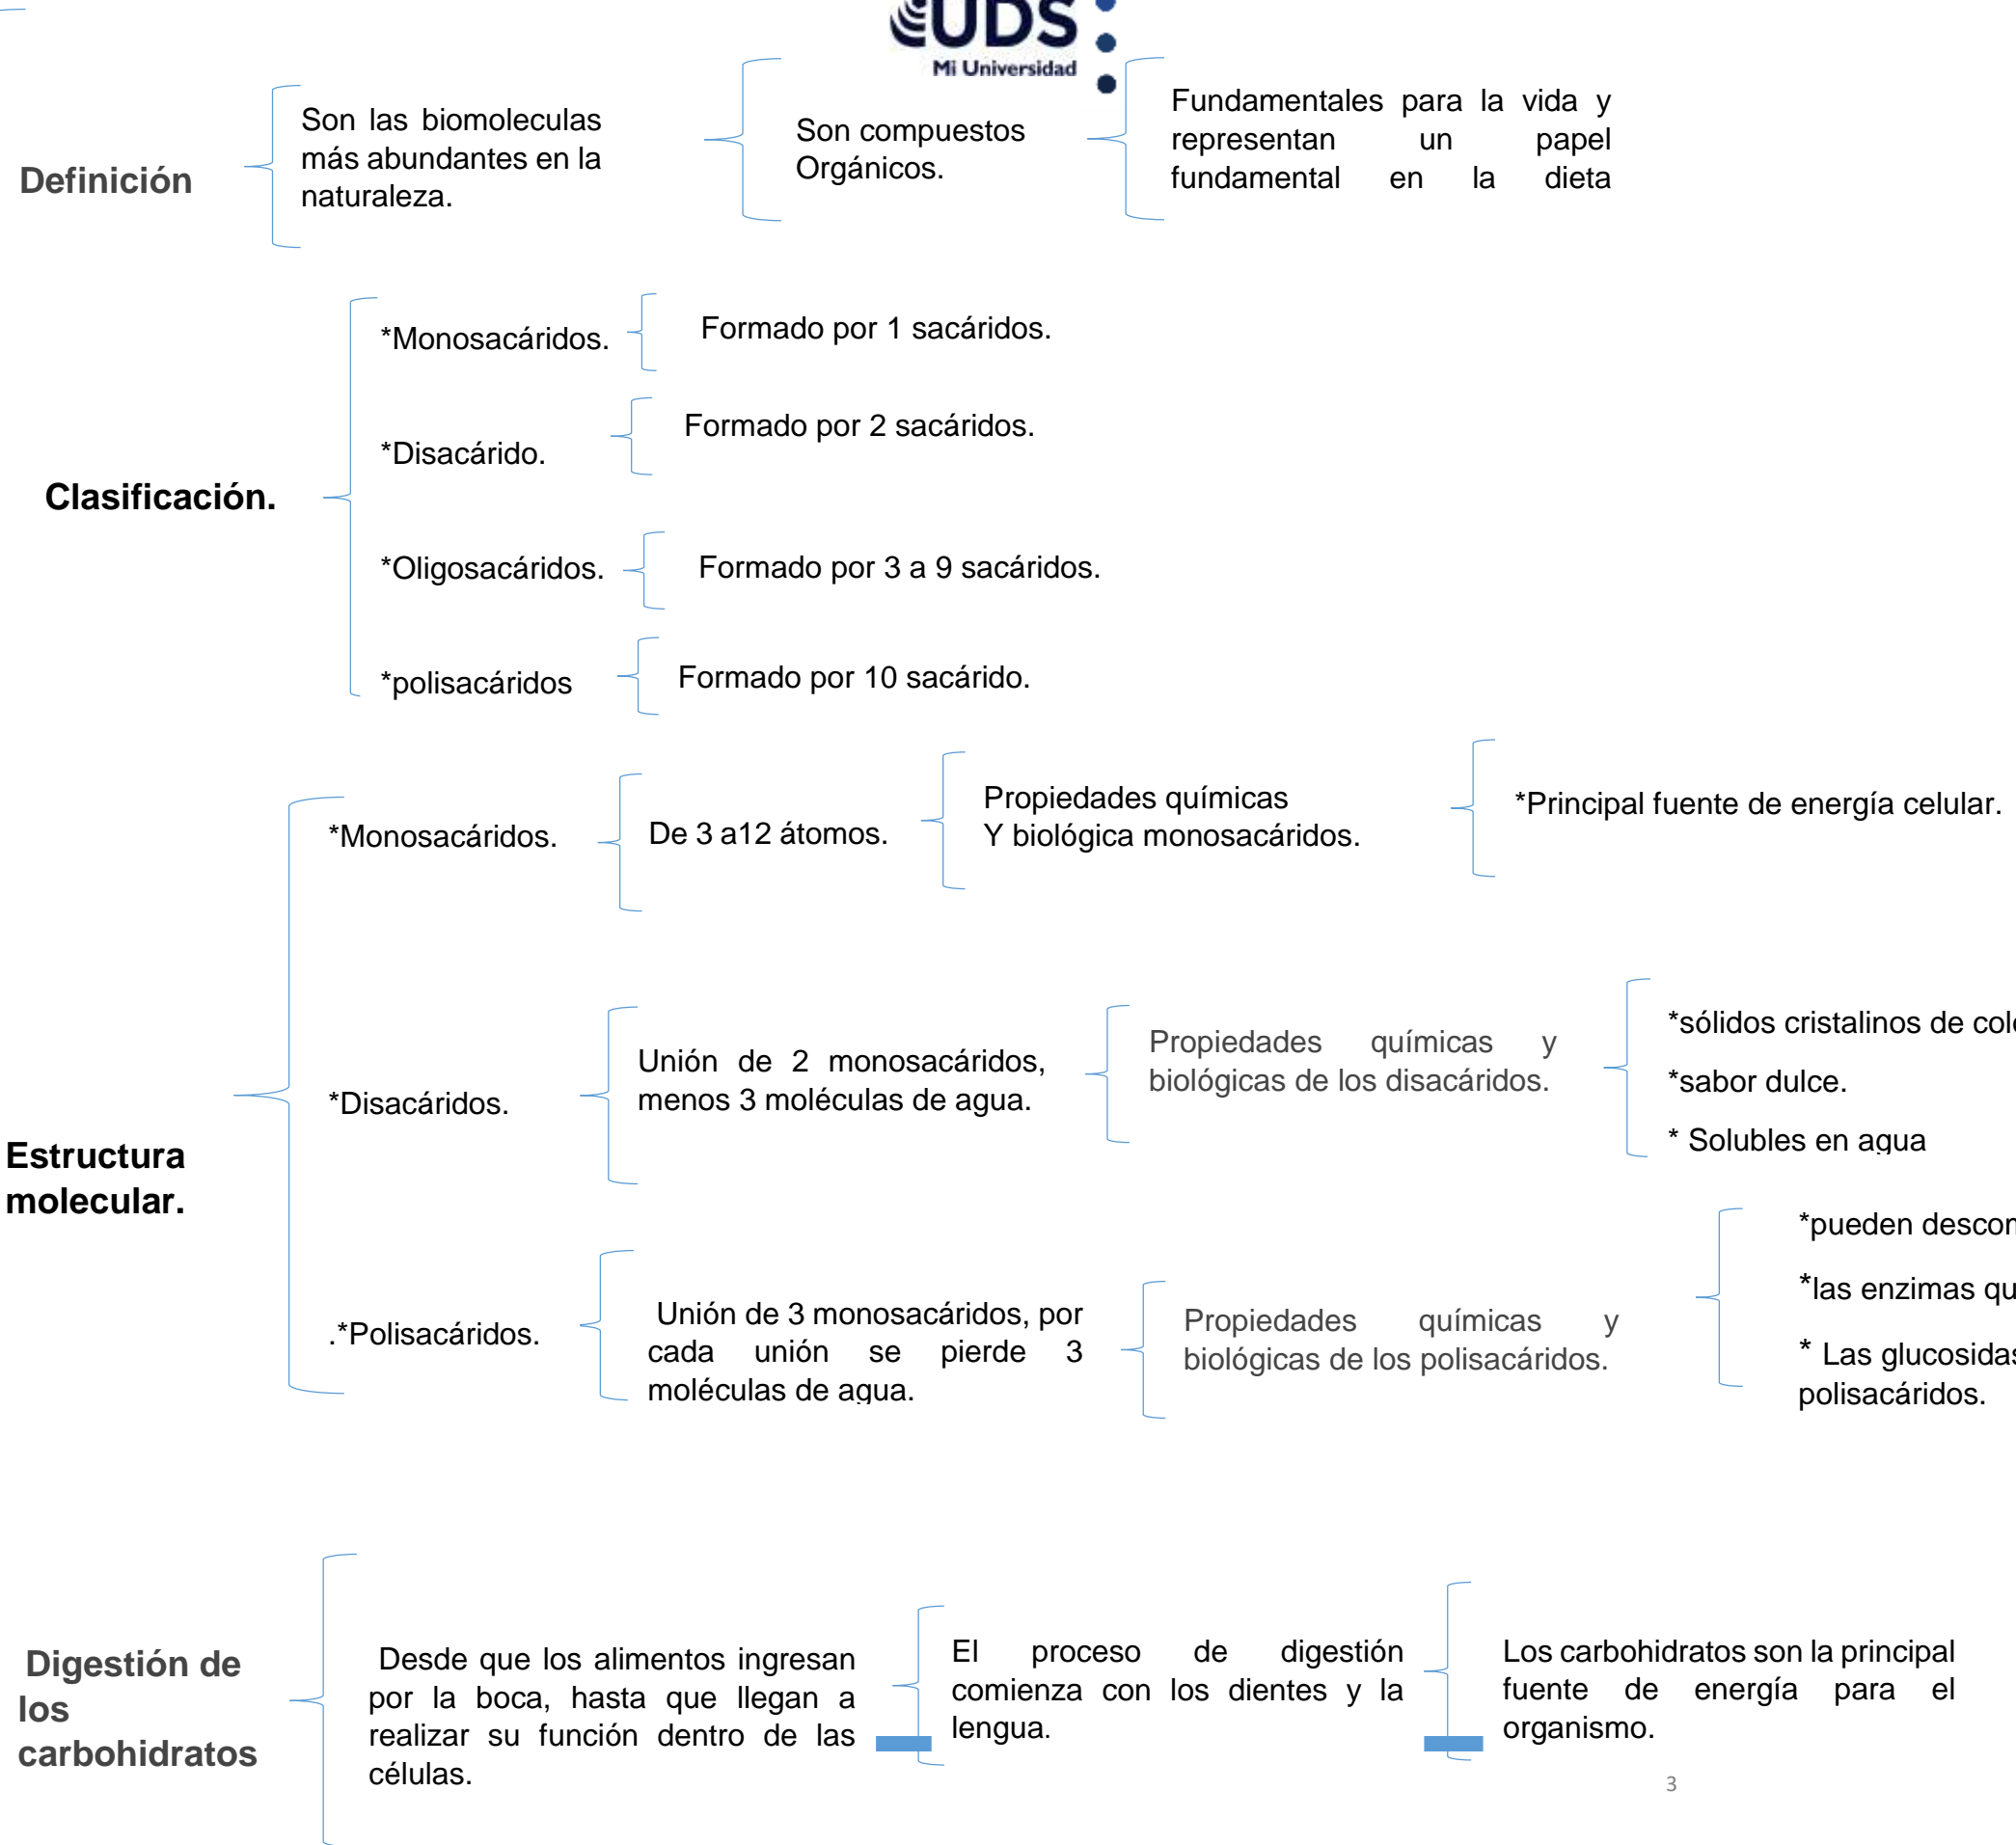 UDS
Mi Universidad
Definición
Son las biomoleculas
más abundantes en la
naturaleza.
Son compuestos
Orgánicos.
Fundamentales para la vida y
representan un papel
fundamental en la dieta
Clasificación.
*Monosacáridos.
Formado por 1 sacáridos.
*Disacárido.
Formado por 2 sacáridos.
*Oligosacáridos.
Formado por 3 a 9 sacáridos.
*polisacáridos
Formado por 10 sacárido.
Estructura
molecular.
*Monosacáridos.
De 3 a12 átomos.
Propiedades químicas
Y biológica monosacáridos.
*Principal fuente de energía celular.
*Disacáridos.
Unión de 2 monosacáridos,
menos 3 moléculas de agua.
Propiedades químicas y
biológicas de los disacáridos.
*sólidos cristalinos de
*sabor dulce.
* Solubles en agua
.*Polisacáridos.
Unión de 3 monosacáridos, por
cada unión se pierde 3
moléculas de agua.
Propiedades químicas y
biológicas de los polisacáridos.
*pueden
*las enzimas
* Las
polisacáridos.
Digestión de
los
carbohidratos
Desde que los alimentos ingresan
por la boca, hasta que llegan a
realizar su función dentro de las
células.
El proceso de digestión
comienza con los dientes y la
lengua.
Los carbohidratos son la principal
fuente de energía para el
organismo.
3